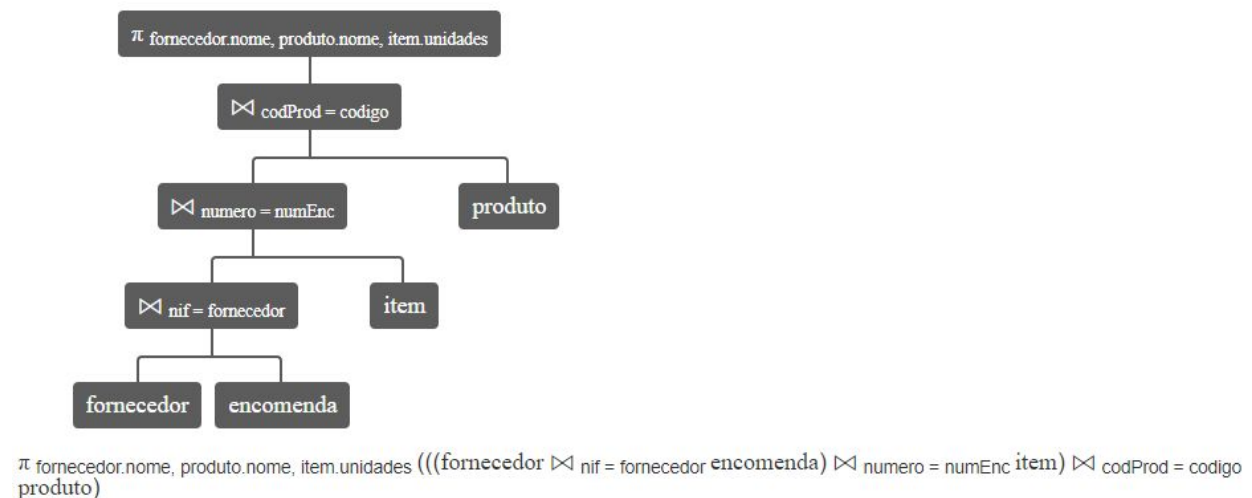 π fornecedor.nome, produto.nome, item.unidades
⋈ codProd = codigo
⋈ numero = numEnc
produto
⋈ nif = fornecedor
item
fornecedor
encomenda
π fornecedor.nome, produto.nome, item.unidades (((fornecedor ⋈ nif = fornecedor encomenda) ⋈ numero = numEnc item) ⋈ codProd = codigo
produto)